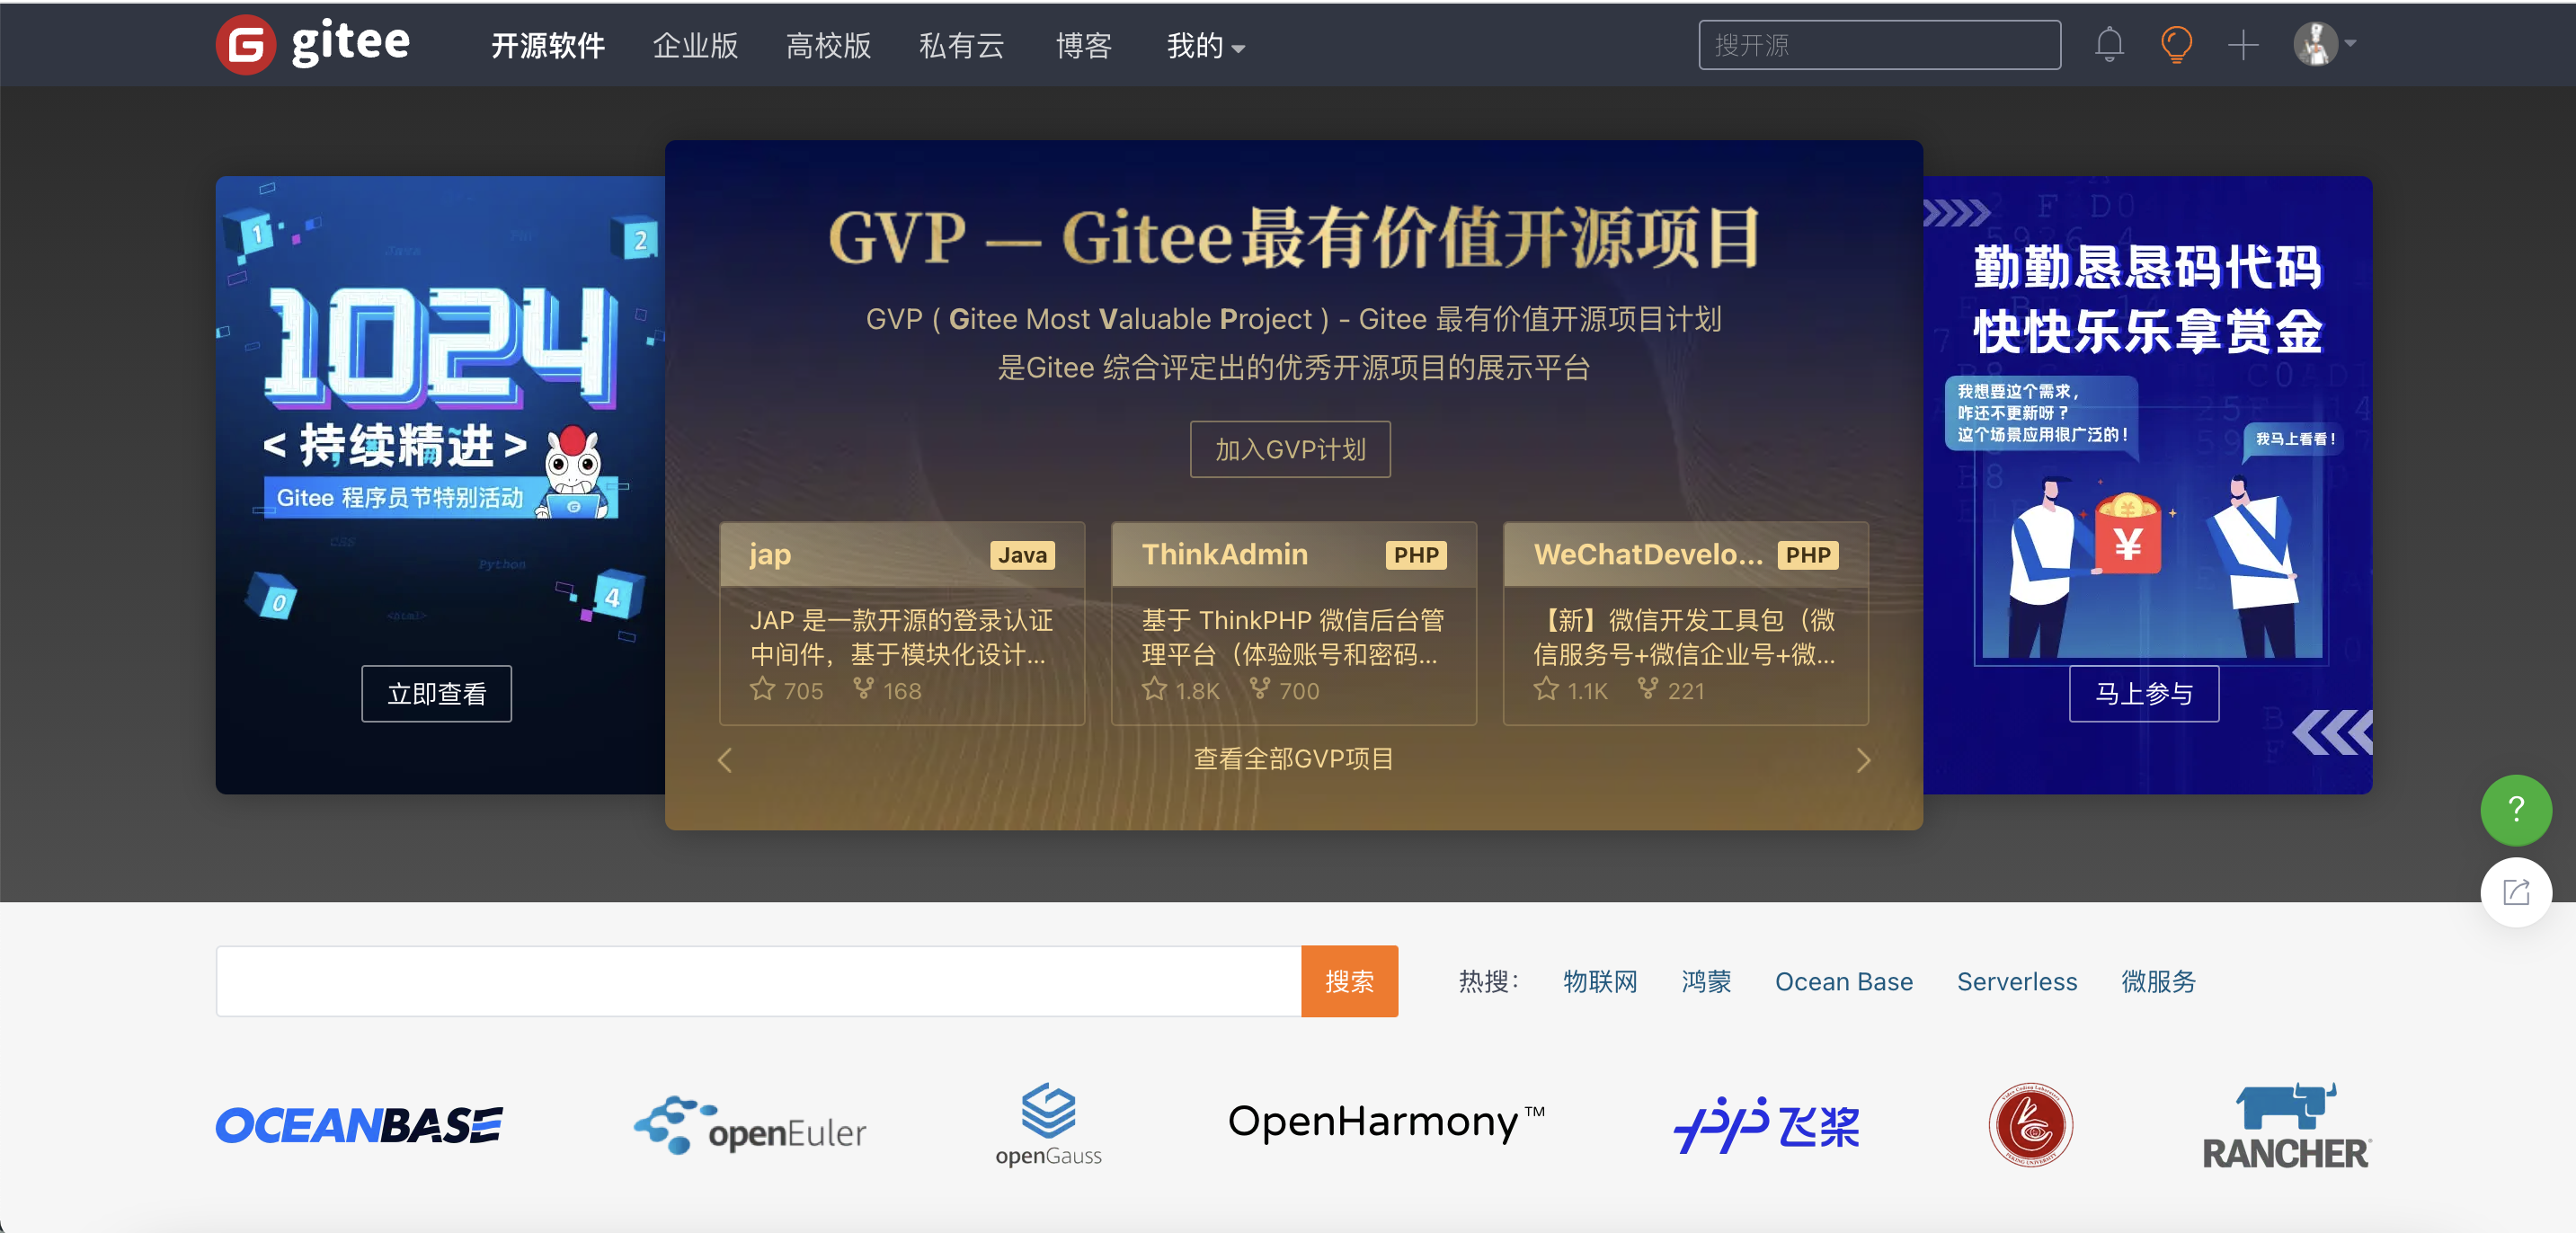 gitee
开源软件 企业版 高校版 私有云 博客 我的
搜开源
1
2
1024
<持续精进>
Gitee 程序员节特别活动
CSS
Python
0
4
<html>
立即查看
GVP — Gitee最有价值开源项目
GVP ( Gitee Most Valuable Project ) - Gitee 最有价值开源项目计划
是Gitee 综合评定出的优秀开源项目的展示平台
加入GVP计划
jap Java
JAP 是一款开源的登录认证
中间件，基于模块化设计...
705 168
ThinkAdmin PHP
基于 ThinkPHP 微信后台管
理平台（体验账号和密码...
1.8K 700
WeChatDevelo... PHP
【新】微信开发工具包（微
信服务号+微信企业号+微...
1.1K 221
查看全部GVP项目
勤勤恳恳码代码
快快乐乐拿赏金
我想要这个需求，
咋还不更新呀？
这个场景应用很广泛的！
我马上看看！
¥
马上参与
?
搜索
热搜： 物联网 鸿蒙 Ocean Base Serverless 微服务
OCEANBASE
openEuler
openGauss
OpenHarmony™
飞桨
RANCHER